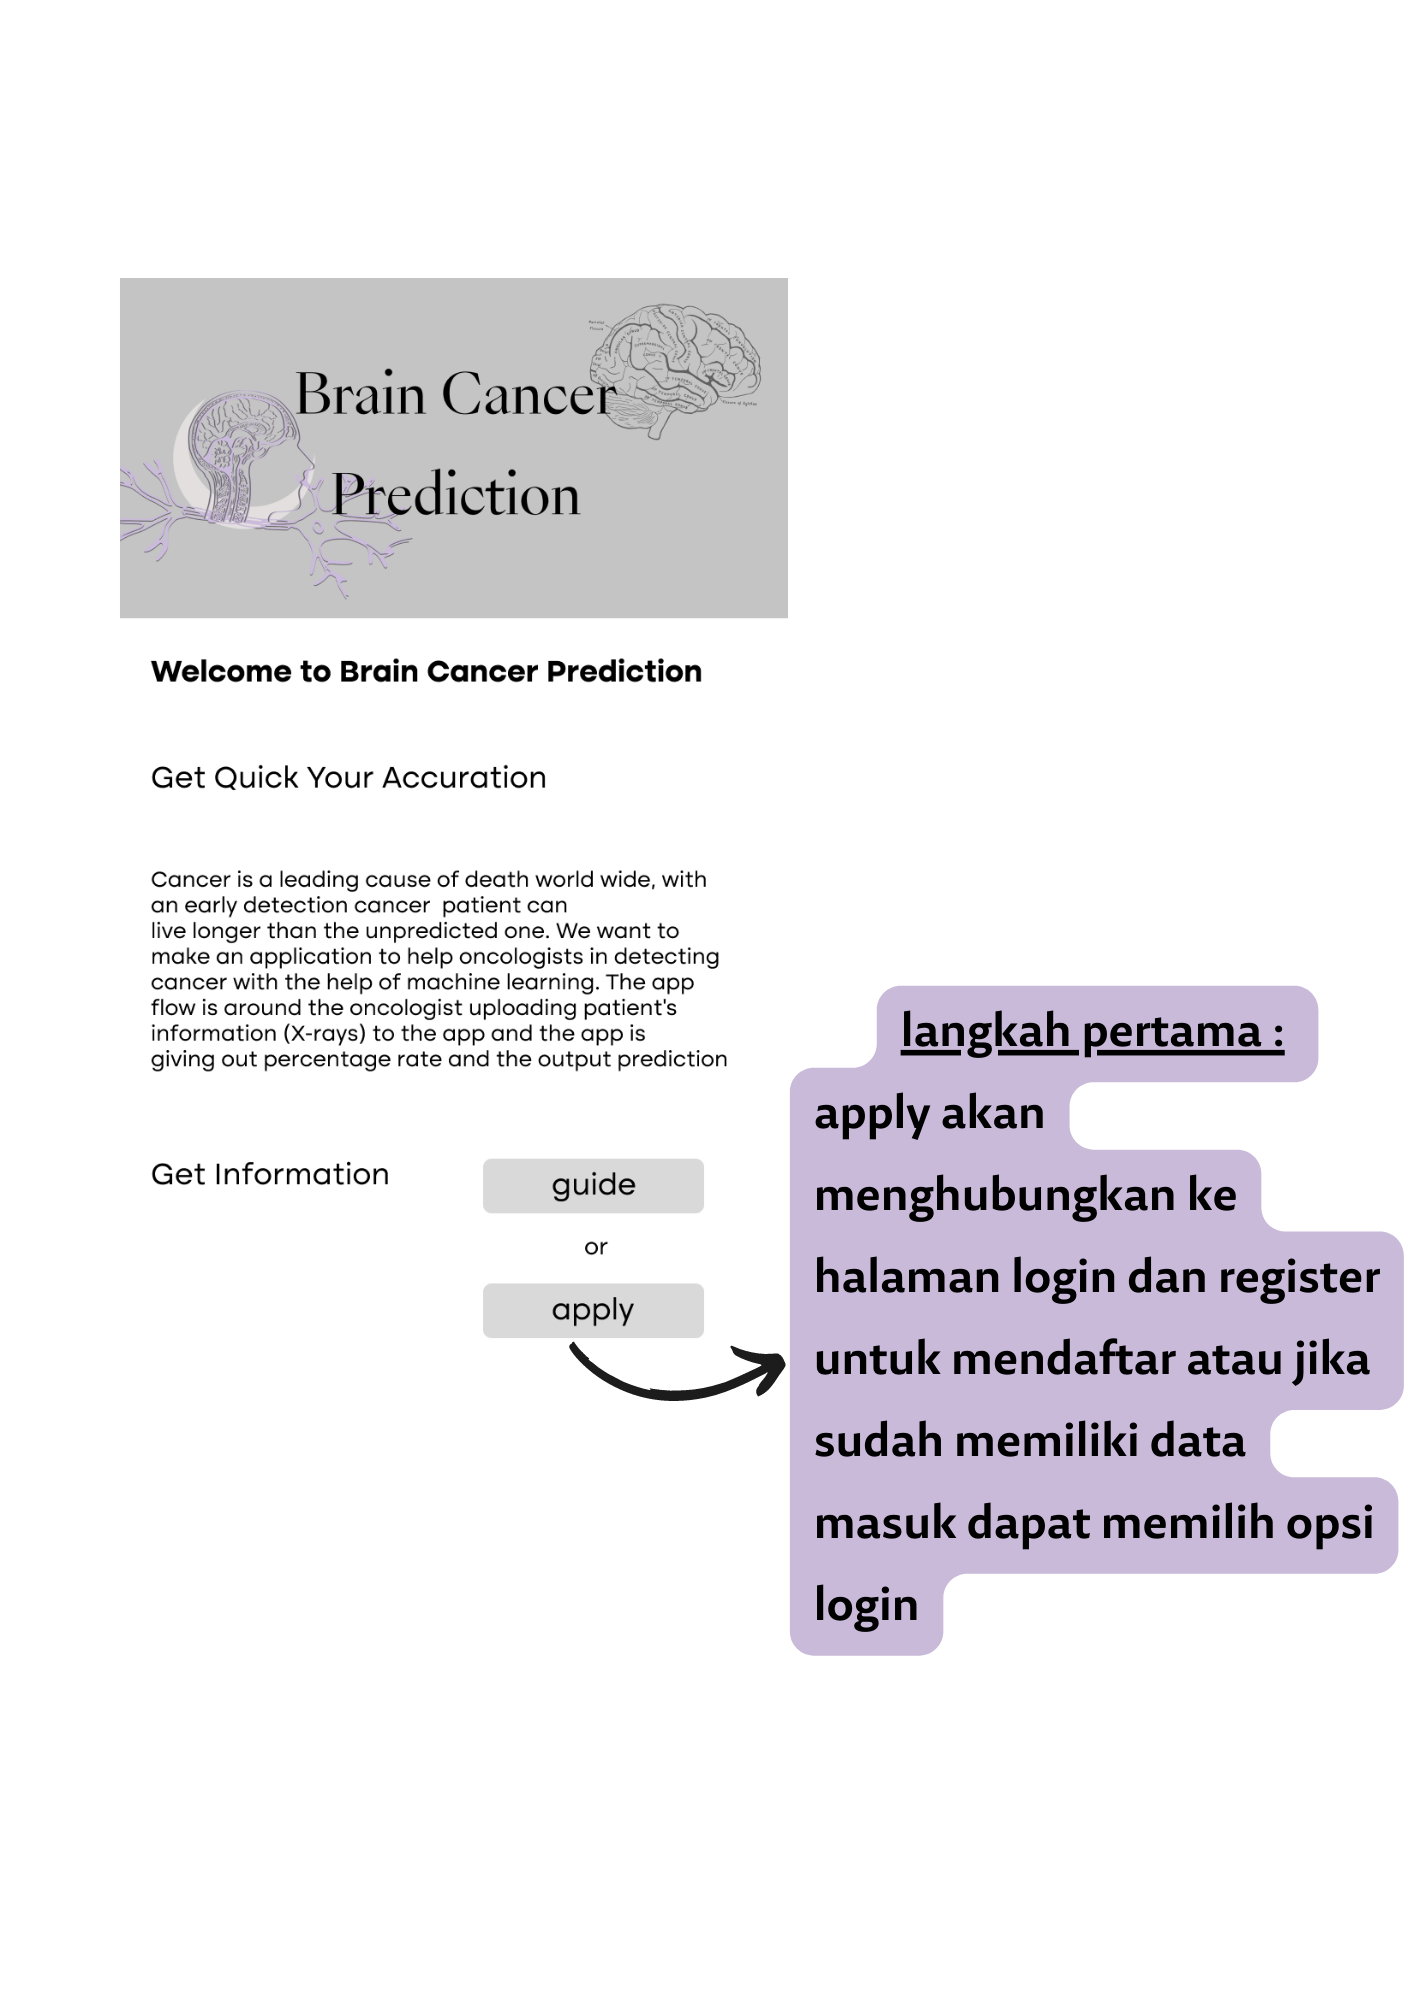 Brain Cancer
Prediction
Welcome to Brain Cancer Prediction
Get Quick Your Accuration
Cancer is a leading cause of death world wide, with
an early detection cancer  patient can
live longer than the unpredicted one. We want to
make an application to help oncologists in detecting
cancer with the help of machine learning. The app
flow is around the oncologist uploading patient's
information (X-rays) to the app and the app is
giving out percentage rate and the output prediction
Get Information
guide
or
apply
langkah pertama :
apply akan
menghubungkan ke
halaman login dan register
untuk mendaftar atau jika
sudah memiliki data
masuk dapat memilih opsi
login